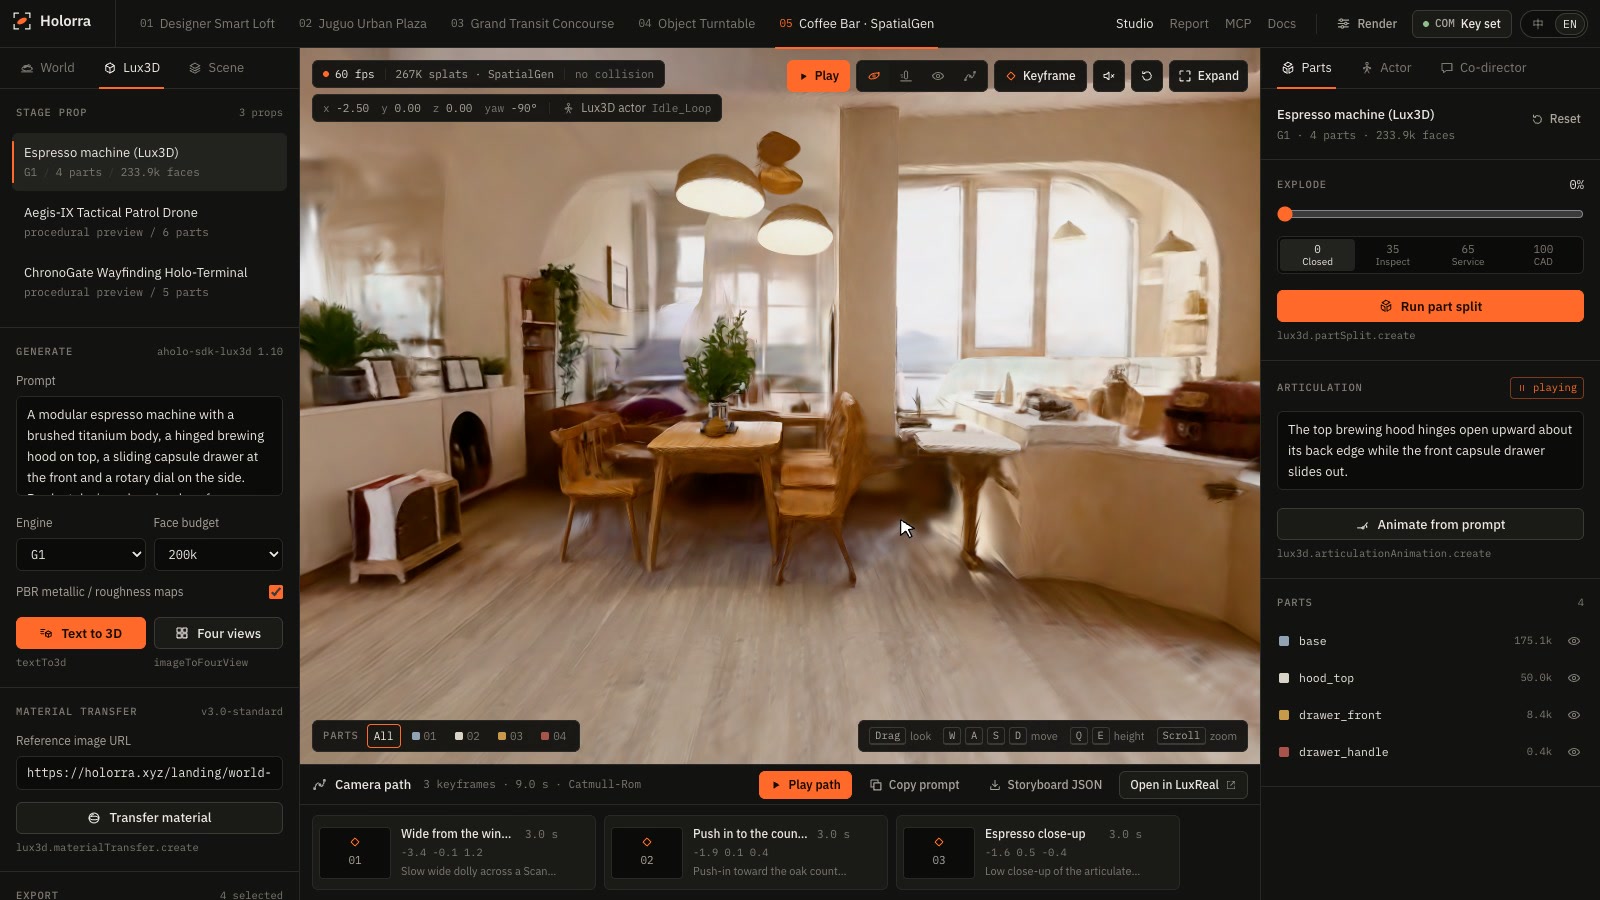 Holorra
01 Designer Smart Loft
02 Juguo Urban Plaza
03 Grand Transit Concourse
04 Object Turntable
05 Coffee Bar · SpatialGen
Studio
Report
MCP
Docs
Render
COM Key set
中
EN
World
Lux3D
Scene
STAGE PROP
3 props
Espresso machine (Lux3D)
G1 / 4 parts / 233.9k faces
Aegis-IX Tactical Patrol Drone
procedural preview / 6 parts
ChronoGate Wayfinding Holo-Terminal
procedural preview / 5 parts
GENERATE
aholo-sdk-lux3d 1.10
Prompt
A modular espresso machine with a
brushed titanium body, a hinged brewing
hood on top, a sliding capsule drawer at
the front and a rotary dial on the side.
Engine
Face budget
G1
200k
PBR metallic / roughness maps
Text to 3D
Four views
textTo3d
imageToFourView
MATERIAL TRANSFER
v3.0-standard
Reference image URL
https://holorra.xyz/landing/world-
Transfer material
lux3d.materialTransfer.create
EXPORT
4 selected
60 fps
267K splats · SpatialGen
no collision
x -2.50 y 0.00 z 0.00 yaw -90°
Lux3D actor Idle_Loop
Play
Keyframe
Expand
PARTS
All
01
02
03
04
Drag look
W A S D move
Q E height
Scroll zoom
Camera path
3 keyframes · 9.0 s · Catmull-Rom
Play path
Copy prompt
Storyboard JSON
Open in LuxReal
01
Wide from the win...
3.0 s
-3.4 -0.1 1.2
Slow wide dolly across a Scan...
02
Push in to the coun...
3.0 s
-1.9 0.1 0.4
Push-in toward the oak count...
03
Espresso close-up
3.0 s
-1.6 0.5 -0.4
Low close-up of the articulate...
Parts
Actor
Co-director
Espresso machine (Lux3D)
G1 · 4 parts · 233.9k faces
Reset
EXPLODE
0%
0
Closed
35
Inspect
65
Service
100
CAD
Run part split
lux3d.partSplit.create
ARTICULATION
playing
The top brewing hood hinges open upward about
its back edge while the front capsule drawer
slides out.
Animate from prompt
lux3d.articulationAnimation.create
PARTS
4
base
175.1k
hood_top
50.0k
drawer_front
8.4k
drawer_handle
0.4k